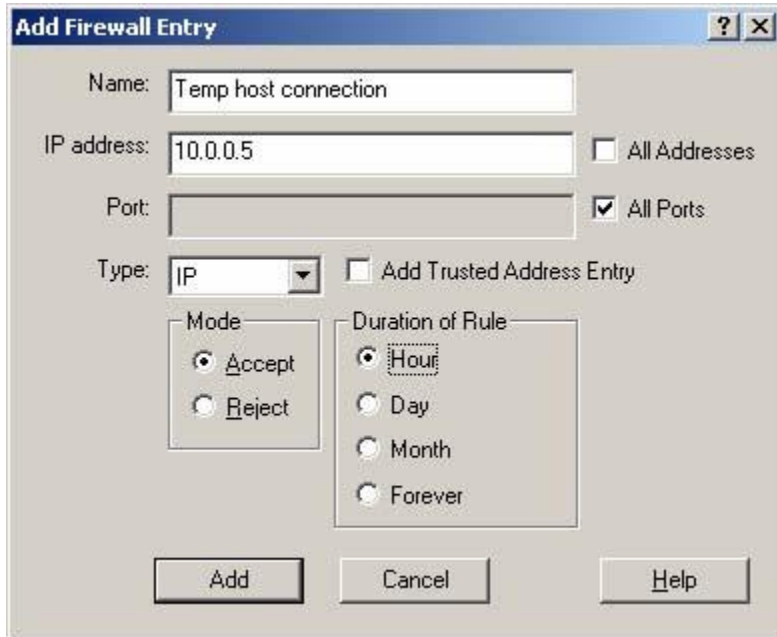 Add Firewall Entry
Name: Temp host connection
IP address: 10.0.0.5 All Addresses
Port: All Ports
Type: IP Add Trusted Address Entry
Mode
Accept
Reject
Duration of Rule
Hour
Day
Month
Forever
Add Cancel Help